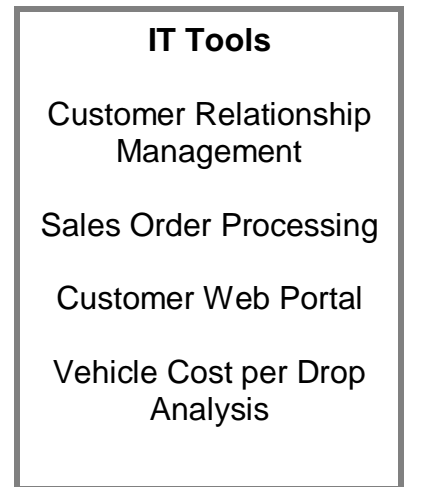 IT Tools
Customer Relationship
Management
Sales Order Processing
Customer Web Portal
Vehicle Cost per Drop
Analysis